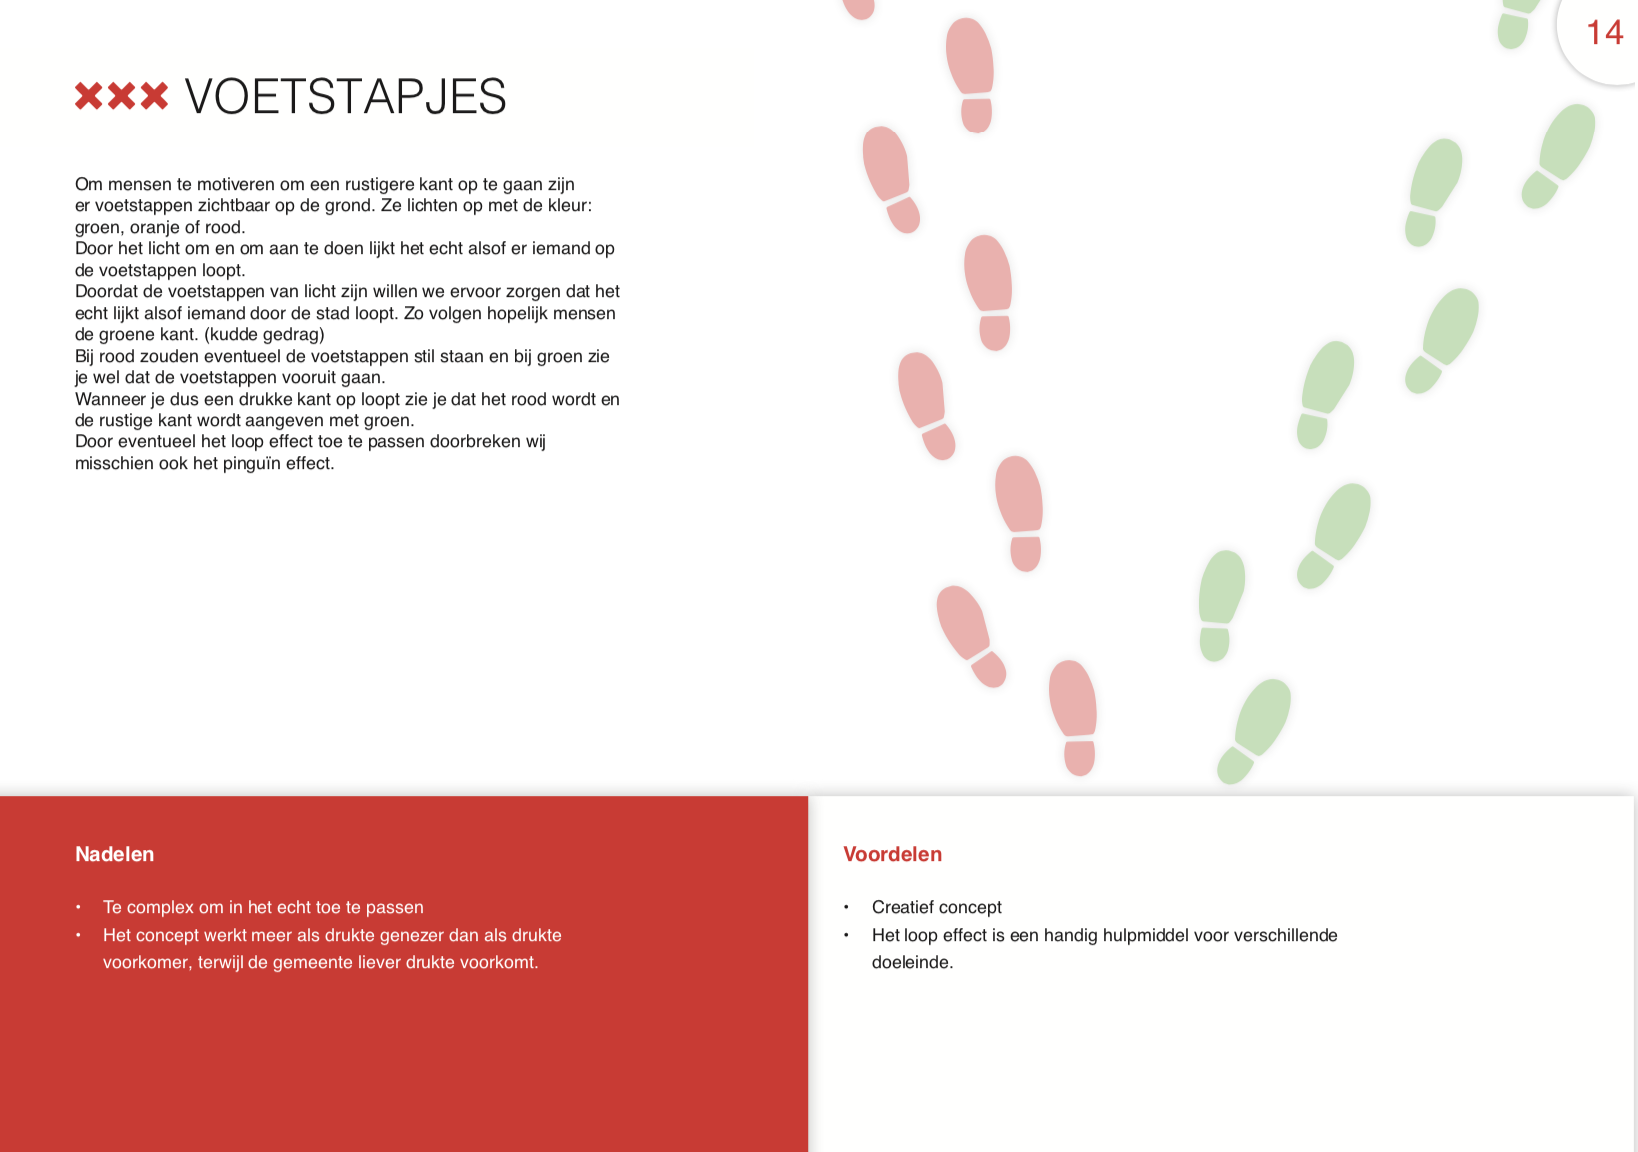 14
VOETSTAPJES
Om mensen te motiveren om een rustigere kant op te gaan zijn
er voetstappen zichtbaar op de grond. Ze lichten op met de kleur:
groen, oranje of rood.
Door het licht om en om aan te doen lijkt het echt alsof er iemand op
de voetstappen loopt.
Doordat de voetstappen van licht zijn willen we ervoor zorgen dat het
echt lijkt alsof iemand door de stad loopt. Zo volgen hopelijk mensen
de groene kant. (kudde gedrag)
Bij rood zouden eventueel de voetstappen stil staan en bij groen zie
je wel dat de voetstappen vooruit gaan.
Wanneer je dus een drukke kant op loopt zie je dat het rood wordt en
de rustige kant wordt aangeven met groen.
Door eventueel het loop effect toe te passen doorbreken wij
misschien ook het pinguïn effect.
Nadelen
• Te complex om in het echt toe te passen
• Het concept werkt meer als drukte genezer dan als drukte
voorkomer, terwijl de gemeente liever drukte voorkomt.
Voordelen
• Creatief concept
• Het loop effect is een handig hulpmiddel voor verschillende
doeleinde.